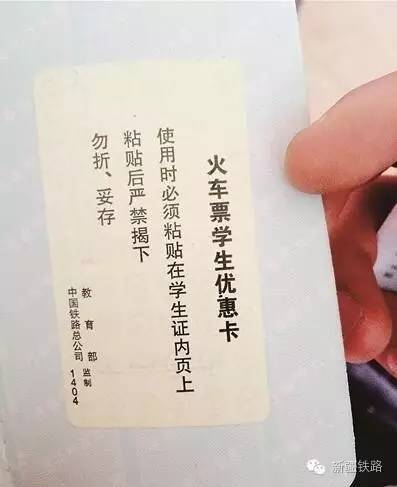 火车票学生优惠卡
使用时必须粘贴在学生证内页上
粘贴后严禁揭下
勿折、妥存
教育部
中国铁路总公司 监制
1404
新疆铁路